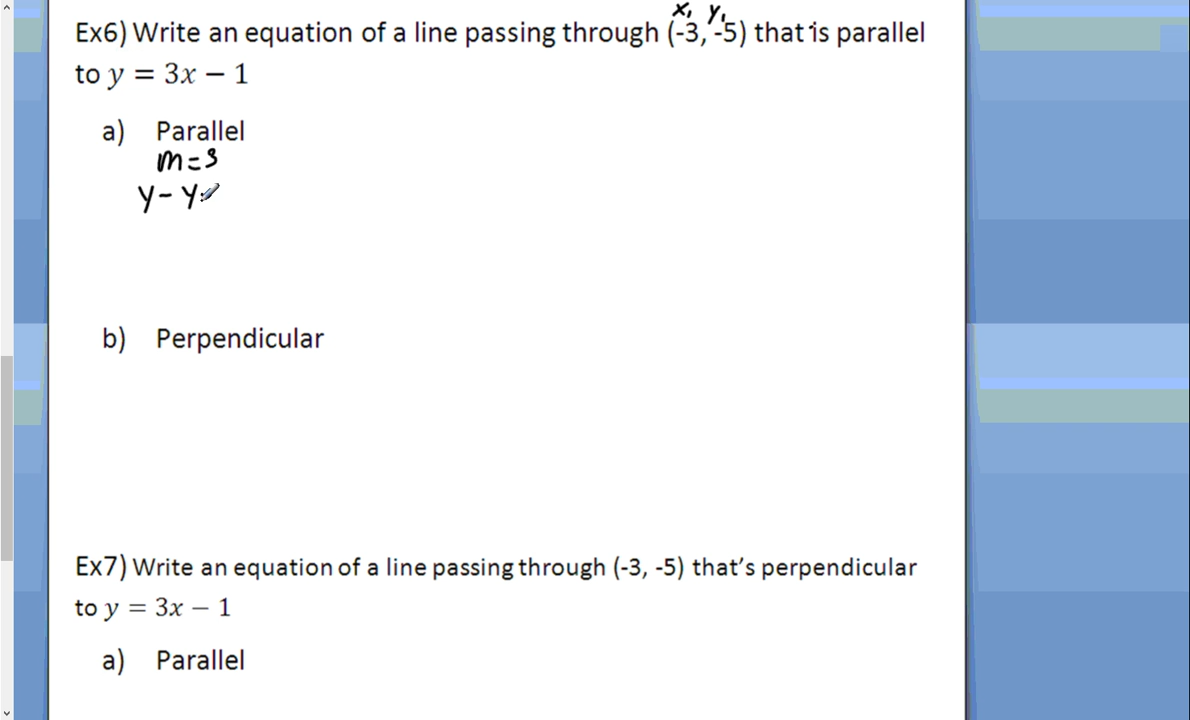 x₁ y₁
Ex6) Write an equation of a line passing through (-3, -5) that is parallel
to y = 3x − 1
a) Parallel
m=3
y - y
b) Perpendicular
Ex7) Write an equation of a line passing through (-3, -5) that's perpendicular
to y = 3x − 1
a) Parallel